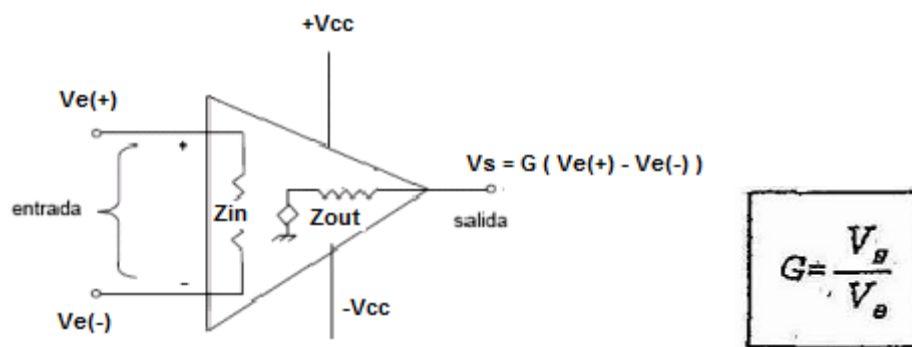 +Vcc
Ve(+)
+
Vs = G ( Ve(+) - Ve(-) )
entrada
Zin
Zout
salida
-
Ve(-)
-Vcc
G= Vs / Ve